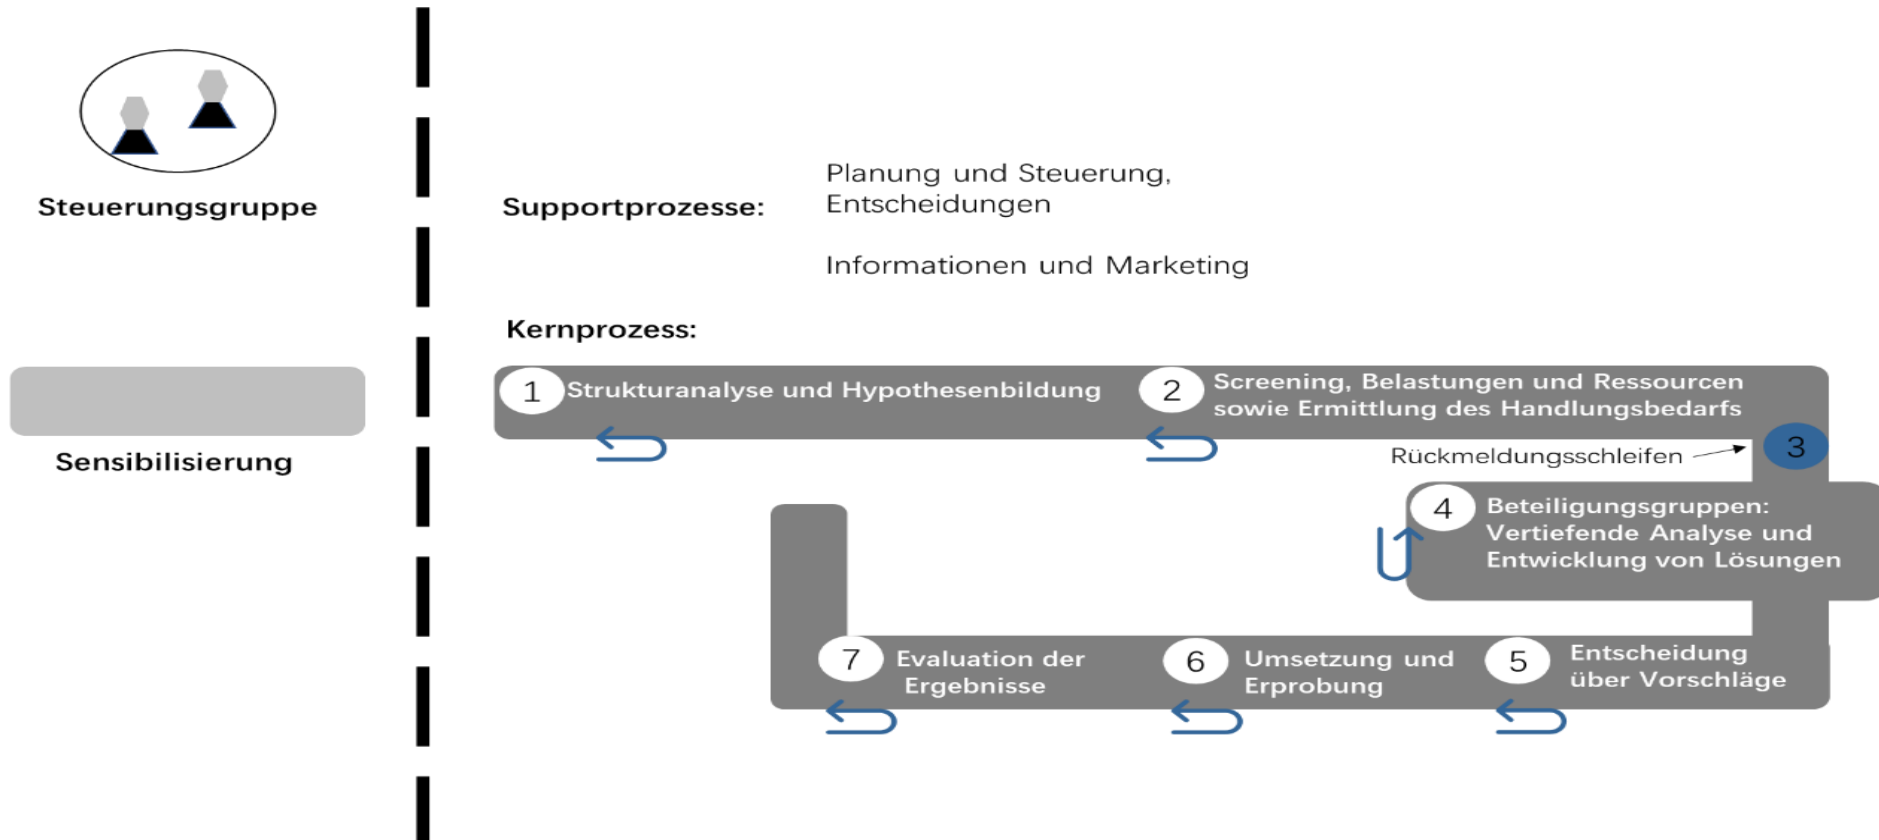 Steuerungsgruppe
Sensibilisierung
Supportprozesse:
Planung und Steuerung,
Entscheidungen
Informationen und Marketing
Kernprozess:
1 Strukturanalyse und Hypothesenbildung
2 Screening, Belastungen und Ressourcen
sowie Ermittlung des Handlungsbedarfs
Rückmeldungsschleifen
3
4 Beteiligungsgruppen:
Vertiefende Analyse und
Entwicklung von Lösungen
5 Entscheidung
über Vorschläge
6 Umsetzung und
Erprobung
7 Evaluation der
Ergebnisse